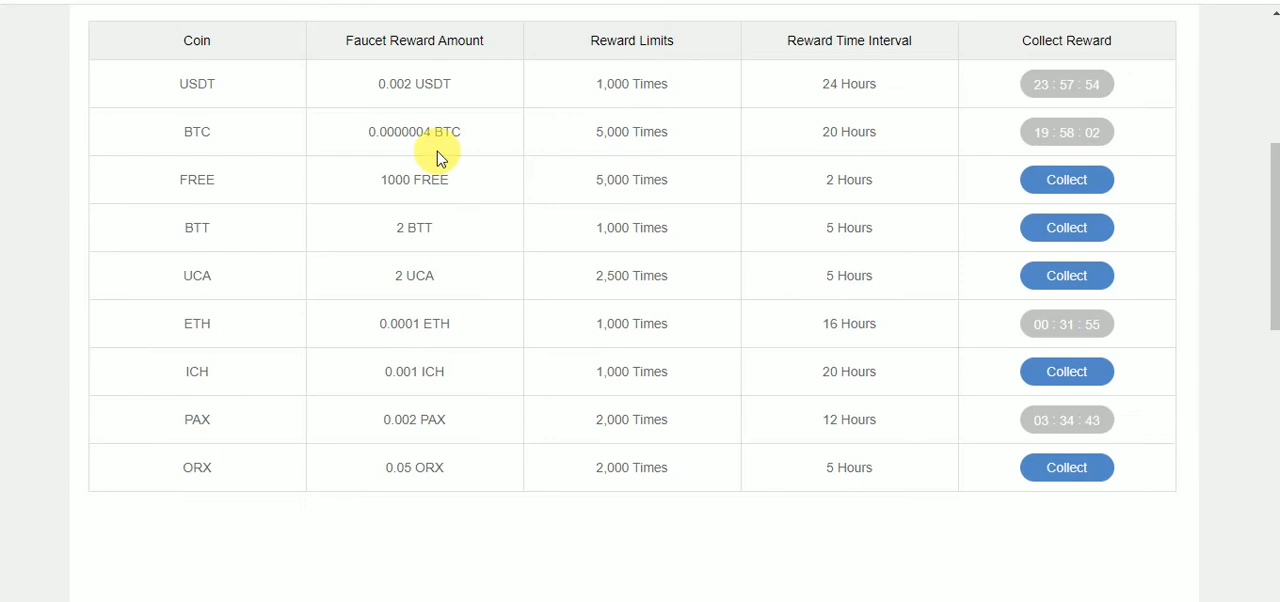 Coin Faucet Reward Amount Reward Limits Reward Time Interval Collect Reward
USDT 0.002 USDT 1,000 Times 24 Hours 23 : 57 : 54
BTC 0.0000004 BTC 5,000 Times 20 Hours 19 : 58 : 02
FREE 1000 FREE 5,000 Times 2 Hours Collect
BTT 2 BTT 1,000 Times 5 Hours Collect
UCA 2 UCA 2,500 Times 5 Hours Collect
ETH 0.0001 ETH 1,000 Times 16 Hours 00 : 31 : 55
ICH 0.001 ICH 1,000 Times 20 Hours Collect
PAX 0.002 PAX 2,000 Times 12 Hours 03 : 34 : 43
ORX 0.05 ORX 2,000 Times 5 Hours Collect